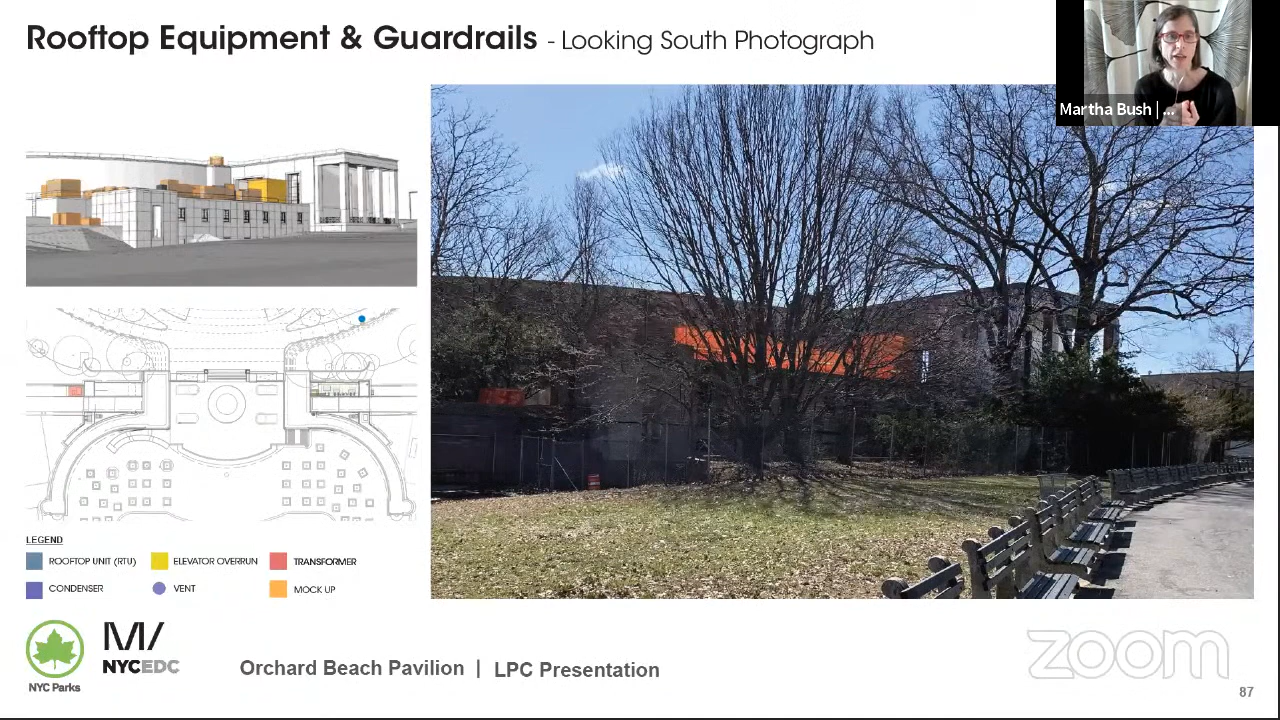 Rooftop Equipment & Guardrails - Looking South Photograph
Martha Bush | ...
LEGEND
ROOFTOP UNIT (RTU)
ELEVATOR OVERRUN
TRANSFORMER
CONDENSER
VENT
MOCK UP
NYC Parks
M/
NYCEDC
Orchard Beach Pavilion | LPC Presentation
zoom
87